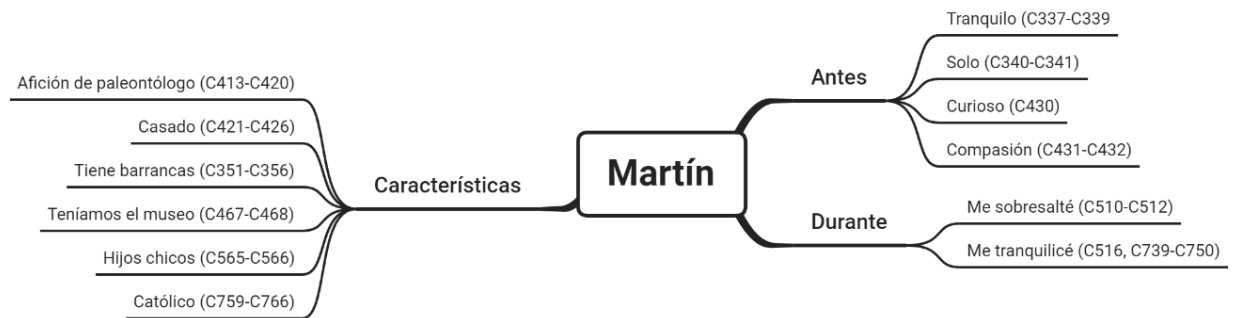 Martín
Antes
Tranquilo (C337-C339
Solo (C340-C341)
Curioso (C430)
Compasión (C431-C432)
Durante
Me sobresalté (C510-C512)
Me tranquilicé (C516, C739-C750)
Características
Afición de paleontólogo (C413-C420)
Casado (C421-C426)
Tiene barrancas (C351-C356)
Teníamos el museo (C467-C468)
Hijos chicos (C565-C566)
Católico (C759-C766)